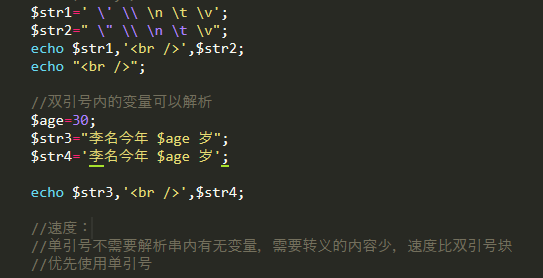 $str1=' \' \\ \n \t \v';
$str2=" \" \\ \n \t \v";
echo $str1,'<br />',$str2;
echo "<br />";
//双引号内的变量可以解析
$age=30;
$str3="李名今年 $age 岁";
$str4='李名今年 $age 岁';
echo $str3,'<br />',$str4;
//速度：
//单引号不需要解析串内有无变量，需要转义的内容少，速度比双引号块
//优先使用单引号